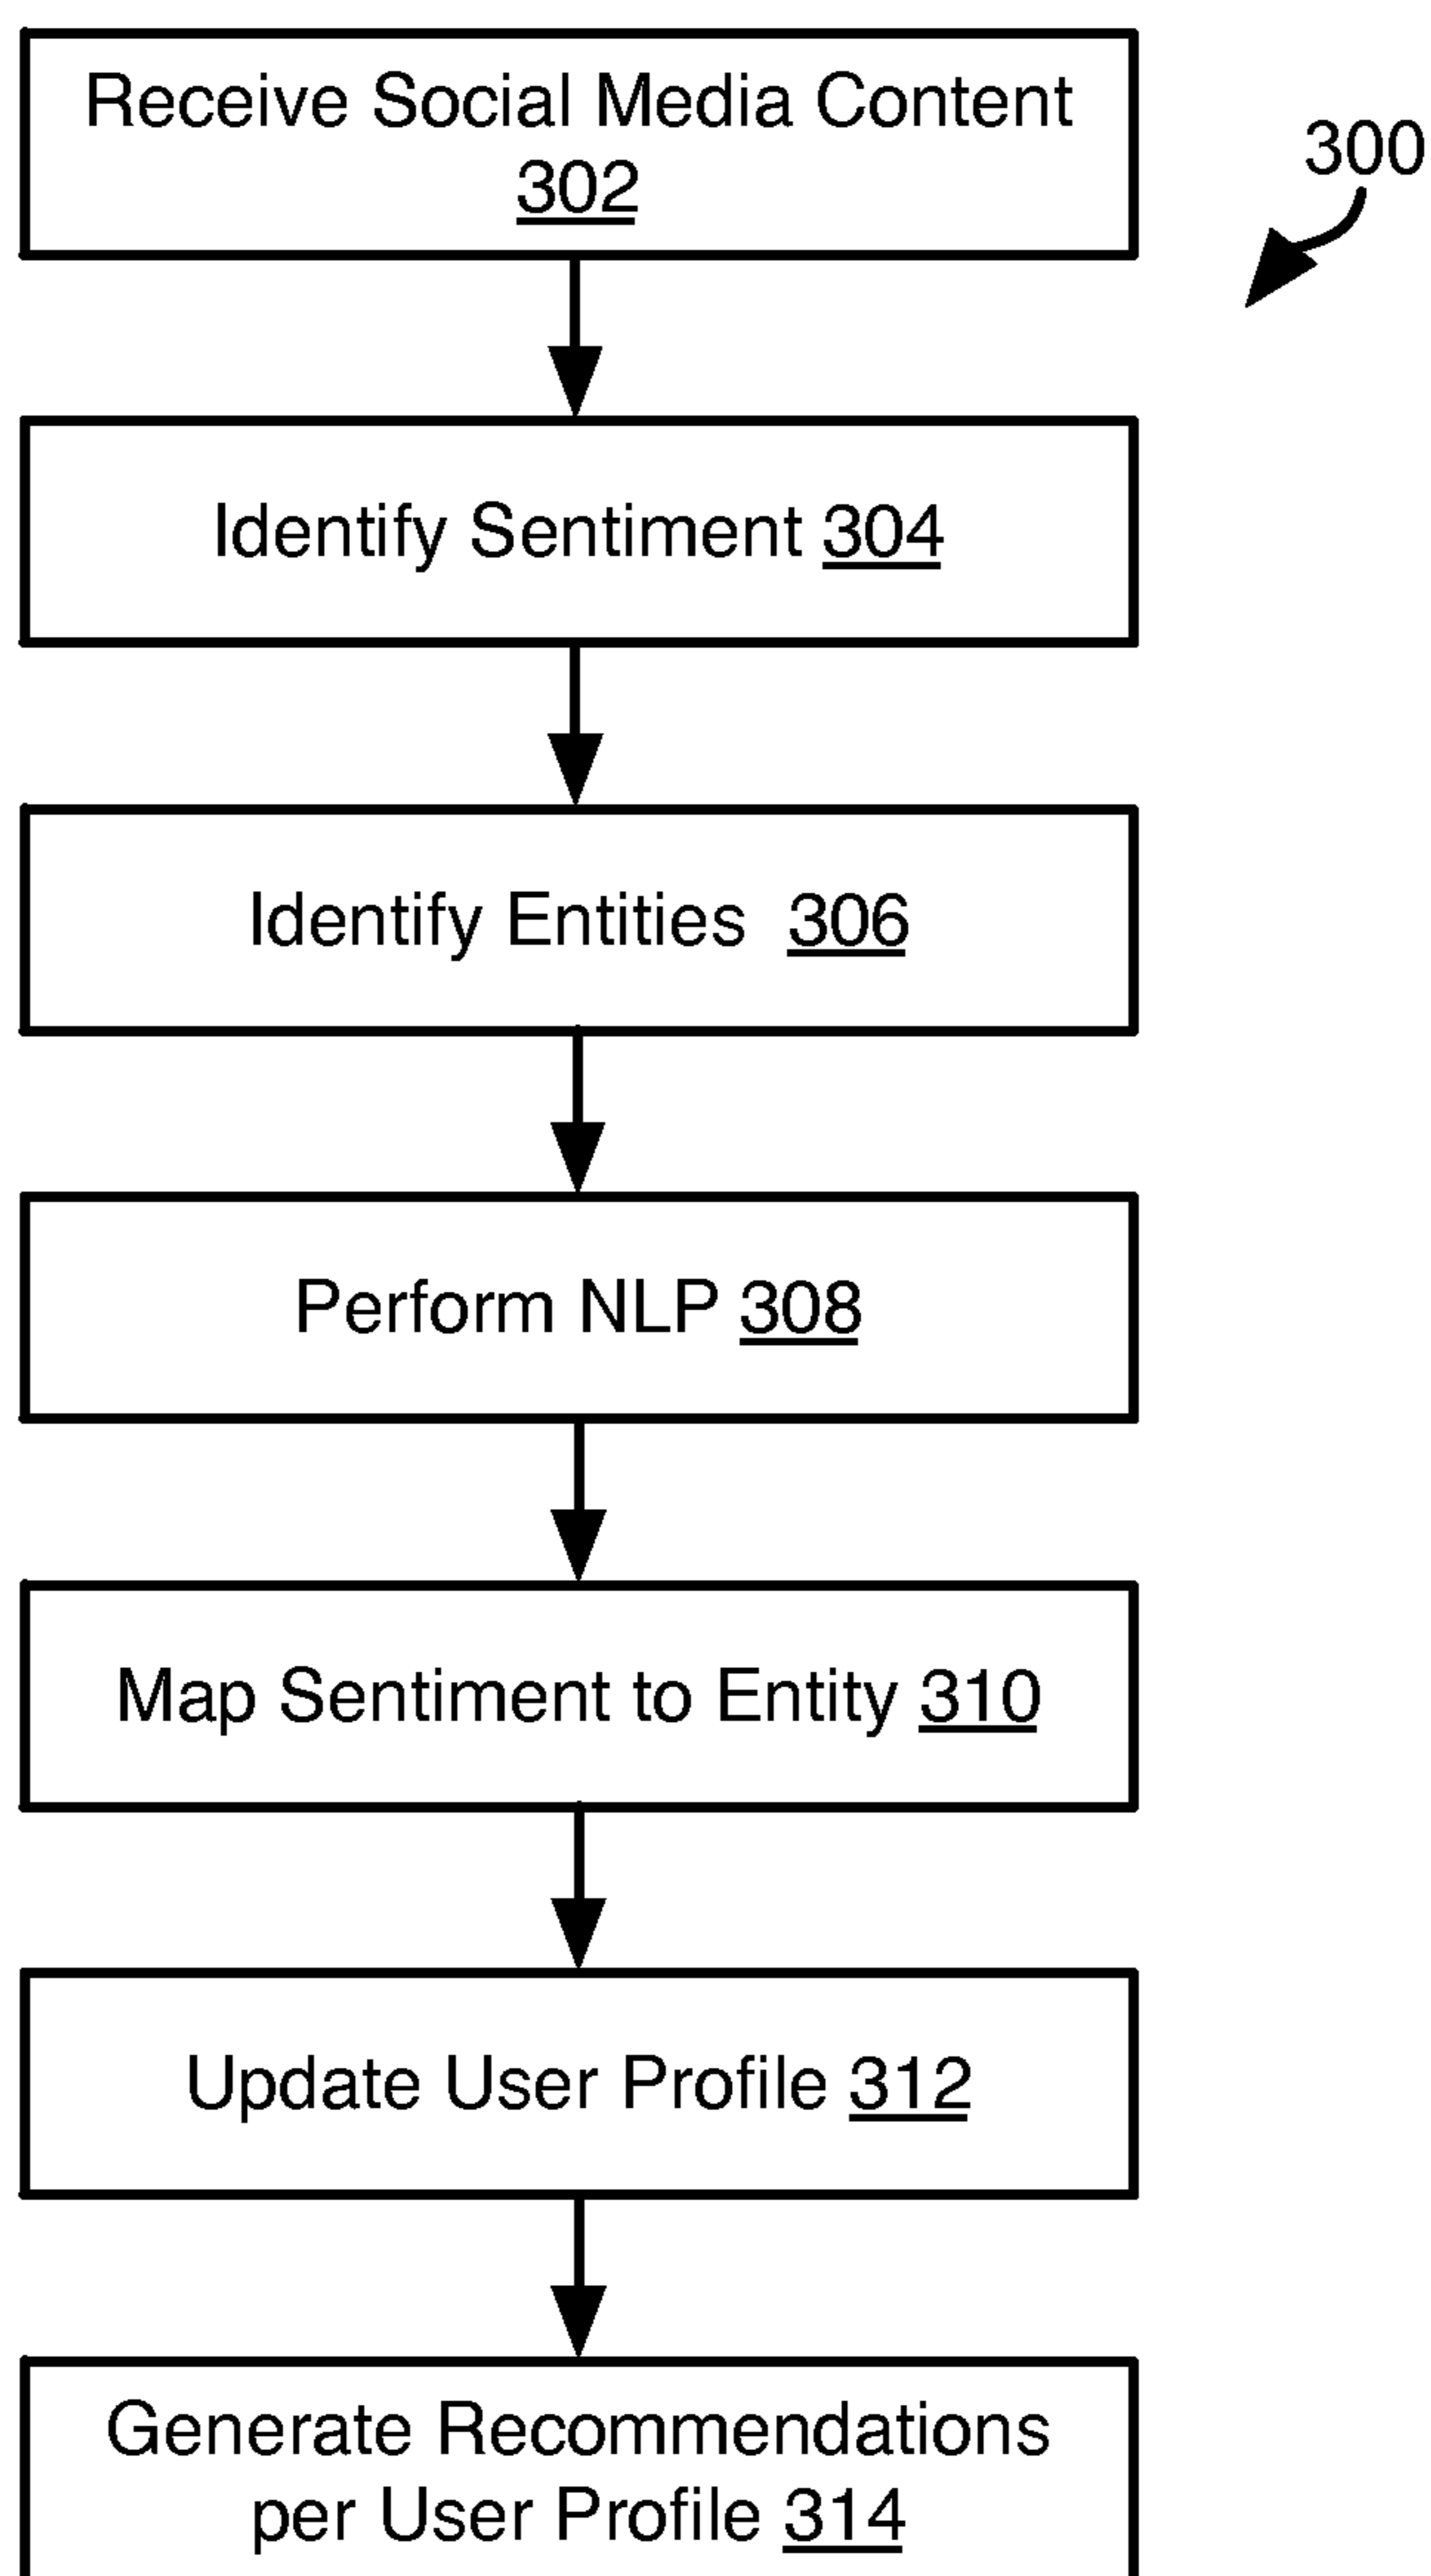 Receive Social Media Content
302
300
Identify Sentiment 304
Identify Entities 306
Perform NLP 308
Map Sentiment to Entity 310
Update User Profile 312
Generate Recommendations
per User Profile 314